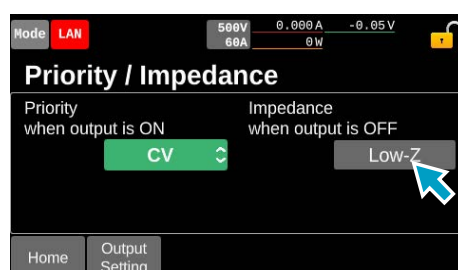 Mode LAN 500V 0.000A -0.05V
60A 0W
Priority / Impedance
Priority Impedance
when output is ON when output is OFF
CV Low-Z
Home Output
Setting